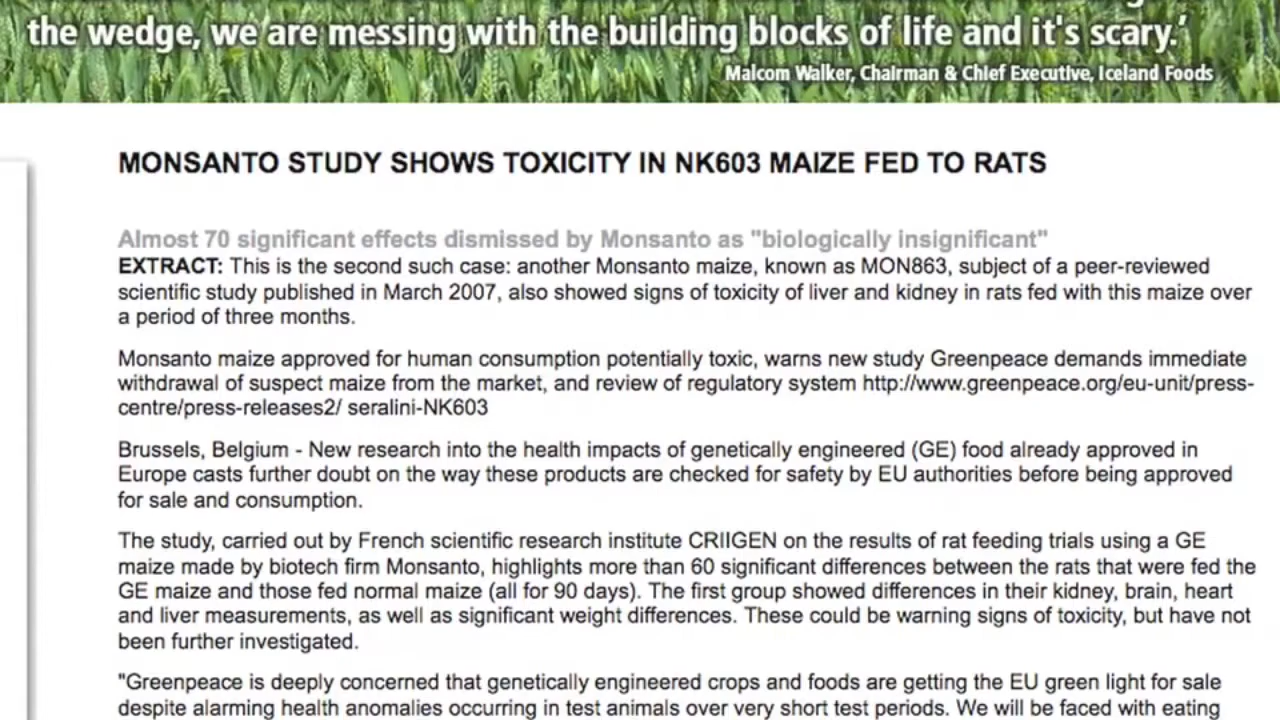 the wedge, we are messing with the building blocks of life and it's scary.'
Malcom Walker, Chairman & Chief Executive, Iceland Foods
MONSANTO STUDY SHOWS TOXICITY IN NK603 MAIZE FED TO RATS
Almost 70 significant effects dismissed by Monsanto as "biologically insignificant"
EXTRACT: This is the second such case: another Monsanto maize, known as MON863, subject of a peer-reviewed
scientific study published in March 2007, also showed signs of toxicity of liver and kidney in rats fed with this maize over
a period of three months.
Monsanto maize approved for human consumption potentially toxic, warns new study Greenpeace demands immediate
withdrawal of suspect maize from the market, and review of regulatory system http://www.greenpeace.org/eu-unit/press-
centre/press-releases2/ seralini-NK603
Brussels, Belgium - New research into the health impacts of genetically engineered (GE) food already approved in
Europe casts further doubt on the way these products are checked for safety by EU authorities before being approved
for sale and consumption.
The study, carried out by French scientific research institute CRIIGEN on the results of rat feeding trials using a GE
maize made by biotech firm Monsanto, highlights more than 60 significant differences between the rats that were fed the
GE maize and those fed normal maize (all for 90 days). The first group showed differences in their kidney, brain, heart
and liver measurements, as well as significant weight differences. These could be warning signs of toxicity, but have not
been further investigated.
"Greenpeace is deeply concerned that genetically engineered crops and foods are getting the EU green light for sale
despite alarming health anomalies occurring in test animals over very short test periods. We will be faced with eating